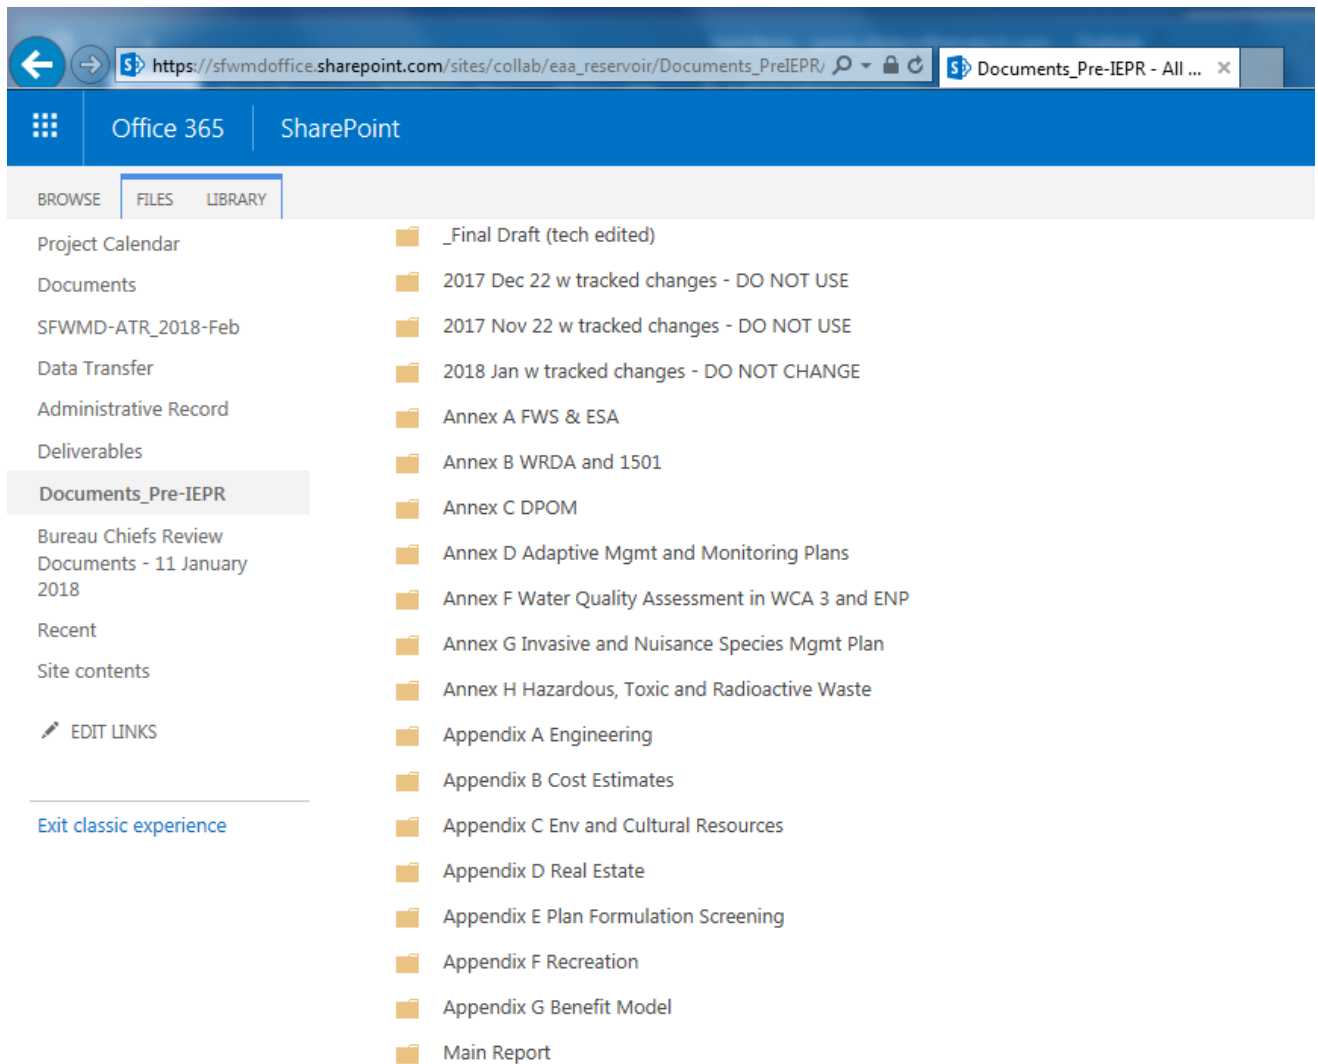 https://sfwmdoffice.sharepoint.com/sites/collab/eaa_reservoir/Documents_PreIEPR/
Documents_Pre-IEPR - All ...
Office 365
SharePoint
BROWSE
FILES
LIBRARY
Project Calendar
Documents
SFWMD-ATR_2018-Feb
Data Transfer
Administrative Record
Deliverables
Documents_Pre-IEPR
Bureau Chiefs Review
Documents - 11 January
2018
Recent
Site contents
EDIT LINKS
Exit classic experience
_Final Draft (tech edited)
2017 Dec 22 w tracked changes - DO NOT USE
2017 Nov 22 w tracked changes - DO NOT USE
2018 Jan w tracked changes - DO NOT CHANGE
Annex A FWS & ESA
Annex B WRDA and 1501
Annex C DPOM
Annex D Adaptive Mgmt and Monitoring Plans
Annex F Water Quality Assessment in WCA 3 and ENP
Annex G Invasive and Nuisance Species Mgmt Plan
Annex H Hazardous, Toxic and Radioactive Waste
Appendix A Engineering
Appendix B Cost Estimates
Appendix C Env and Cultural Resources
Appendix D Real Estate
Appendix E Plan Formulation Screening
Appendix F Recreation
Appendix G Benefit Model
Main Report